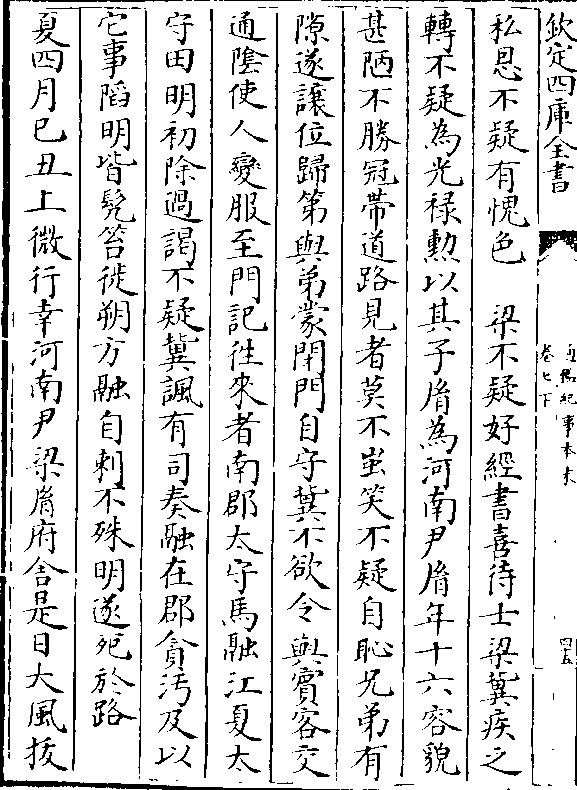 欽定四庫全書
通鑑紀事本末
卷七下
四五
私恩不疑有愧色　梁不疑好經書喜待士梁冀疾之
轉不疑為光祿勲以其子𦙍為河南尹𦙍年十六容貌
甚陋不勝冠帶道路見者莫不蚩笑不疑自恥兄弟有
隙遂讓位歸第與弟蒙閉門自守冀不欲令與賔客交
通隂使人變服至門記往來者南郡太守馬融江夏太
守田明初除過謁不疑冀諷有司奏融在郡貪汚及以
它事陷明皆髠笞徙朔方融自刺不殊明遂死於路
夏四月己丑上微行幸河南尹梁𦙍府舎是日大風拔